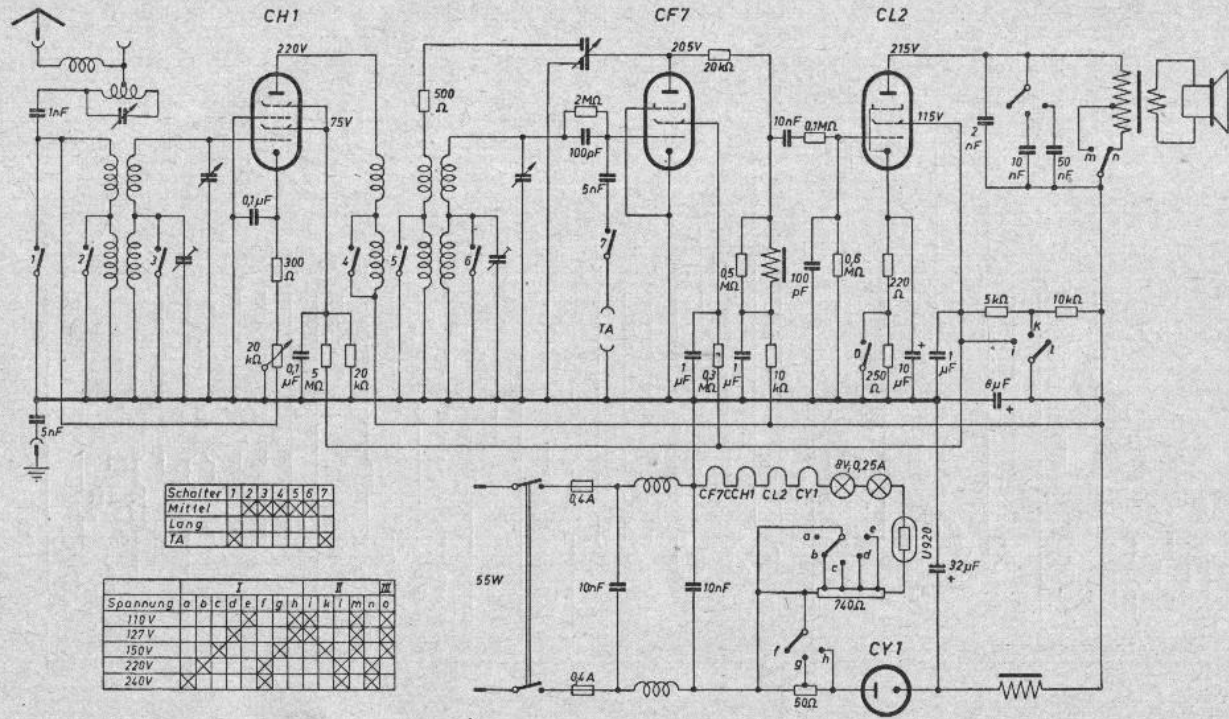 CH1 CF7 CL2
220V 205V 215V
20kΩ
500 Ω
2MΩ
1nF
75V
115V
10nF 0,1MΩ
2 nF
100pF
10 nF 50 nF m n
5nF
0,1µF
1 2 3 4 5 6 7
300 Ω
0,5 MΩ
100 pF
0,6 MΩ
220 Ω
5kΩ 10kΩ
TA
k
i l
20 kΩ
0,1 µF
5 MΩ
20 kΩ
1 µF
0,3 MΩ
1 µF
10 kΩ
o
250 Ω
10 µF
+
1 µF
8µF
+
5nF
CF7 CCH1 CL2 CY1
8V;0,25A
0,4A
U920
Schalter 1 2 3 4 5 6 7
Mittel
Lang
TA
a b c d e
740Ω
55W
10nF 10nF
32µF
+
I II III
Spannung a b c d e f g h i k l m n o
110V
127V
150V
220V
240V
f g h
CY1
0,4A
50Ω